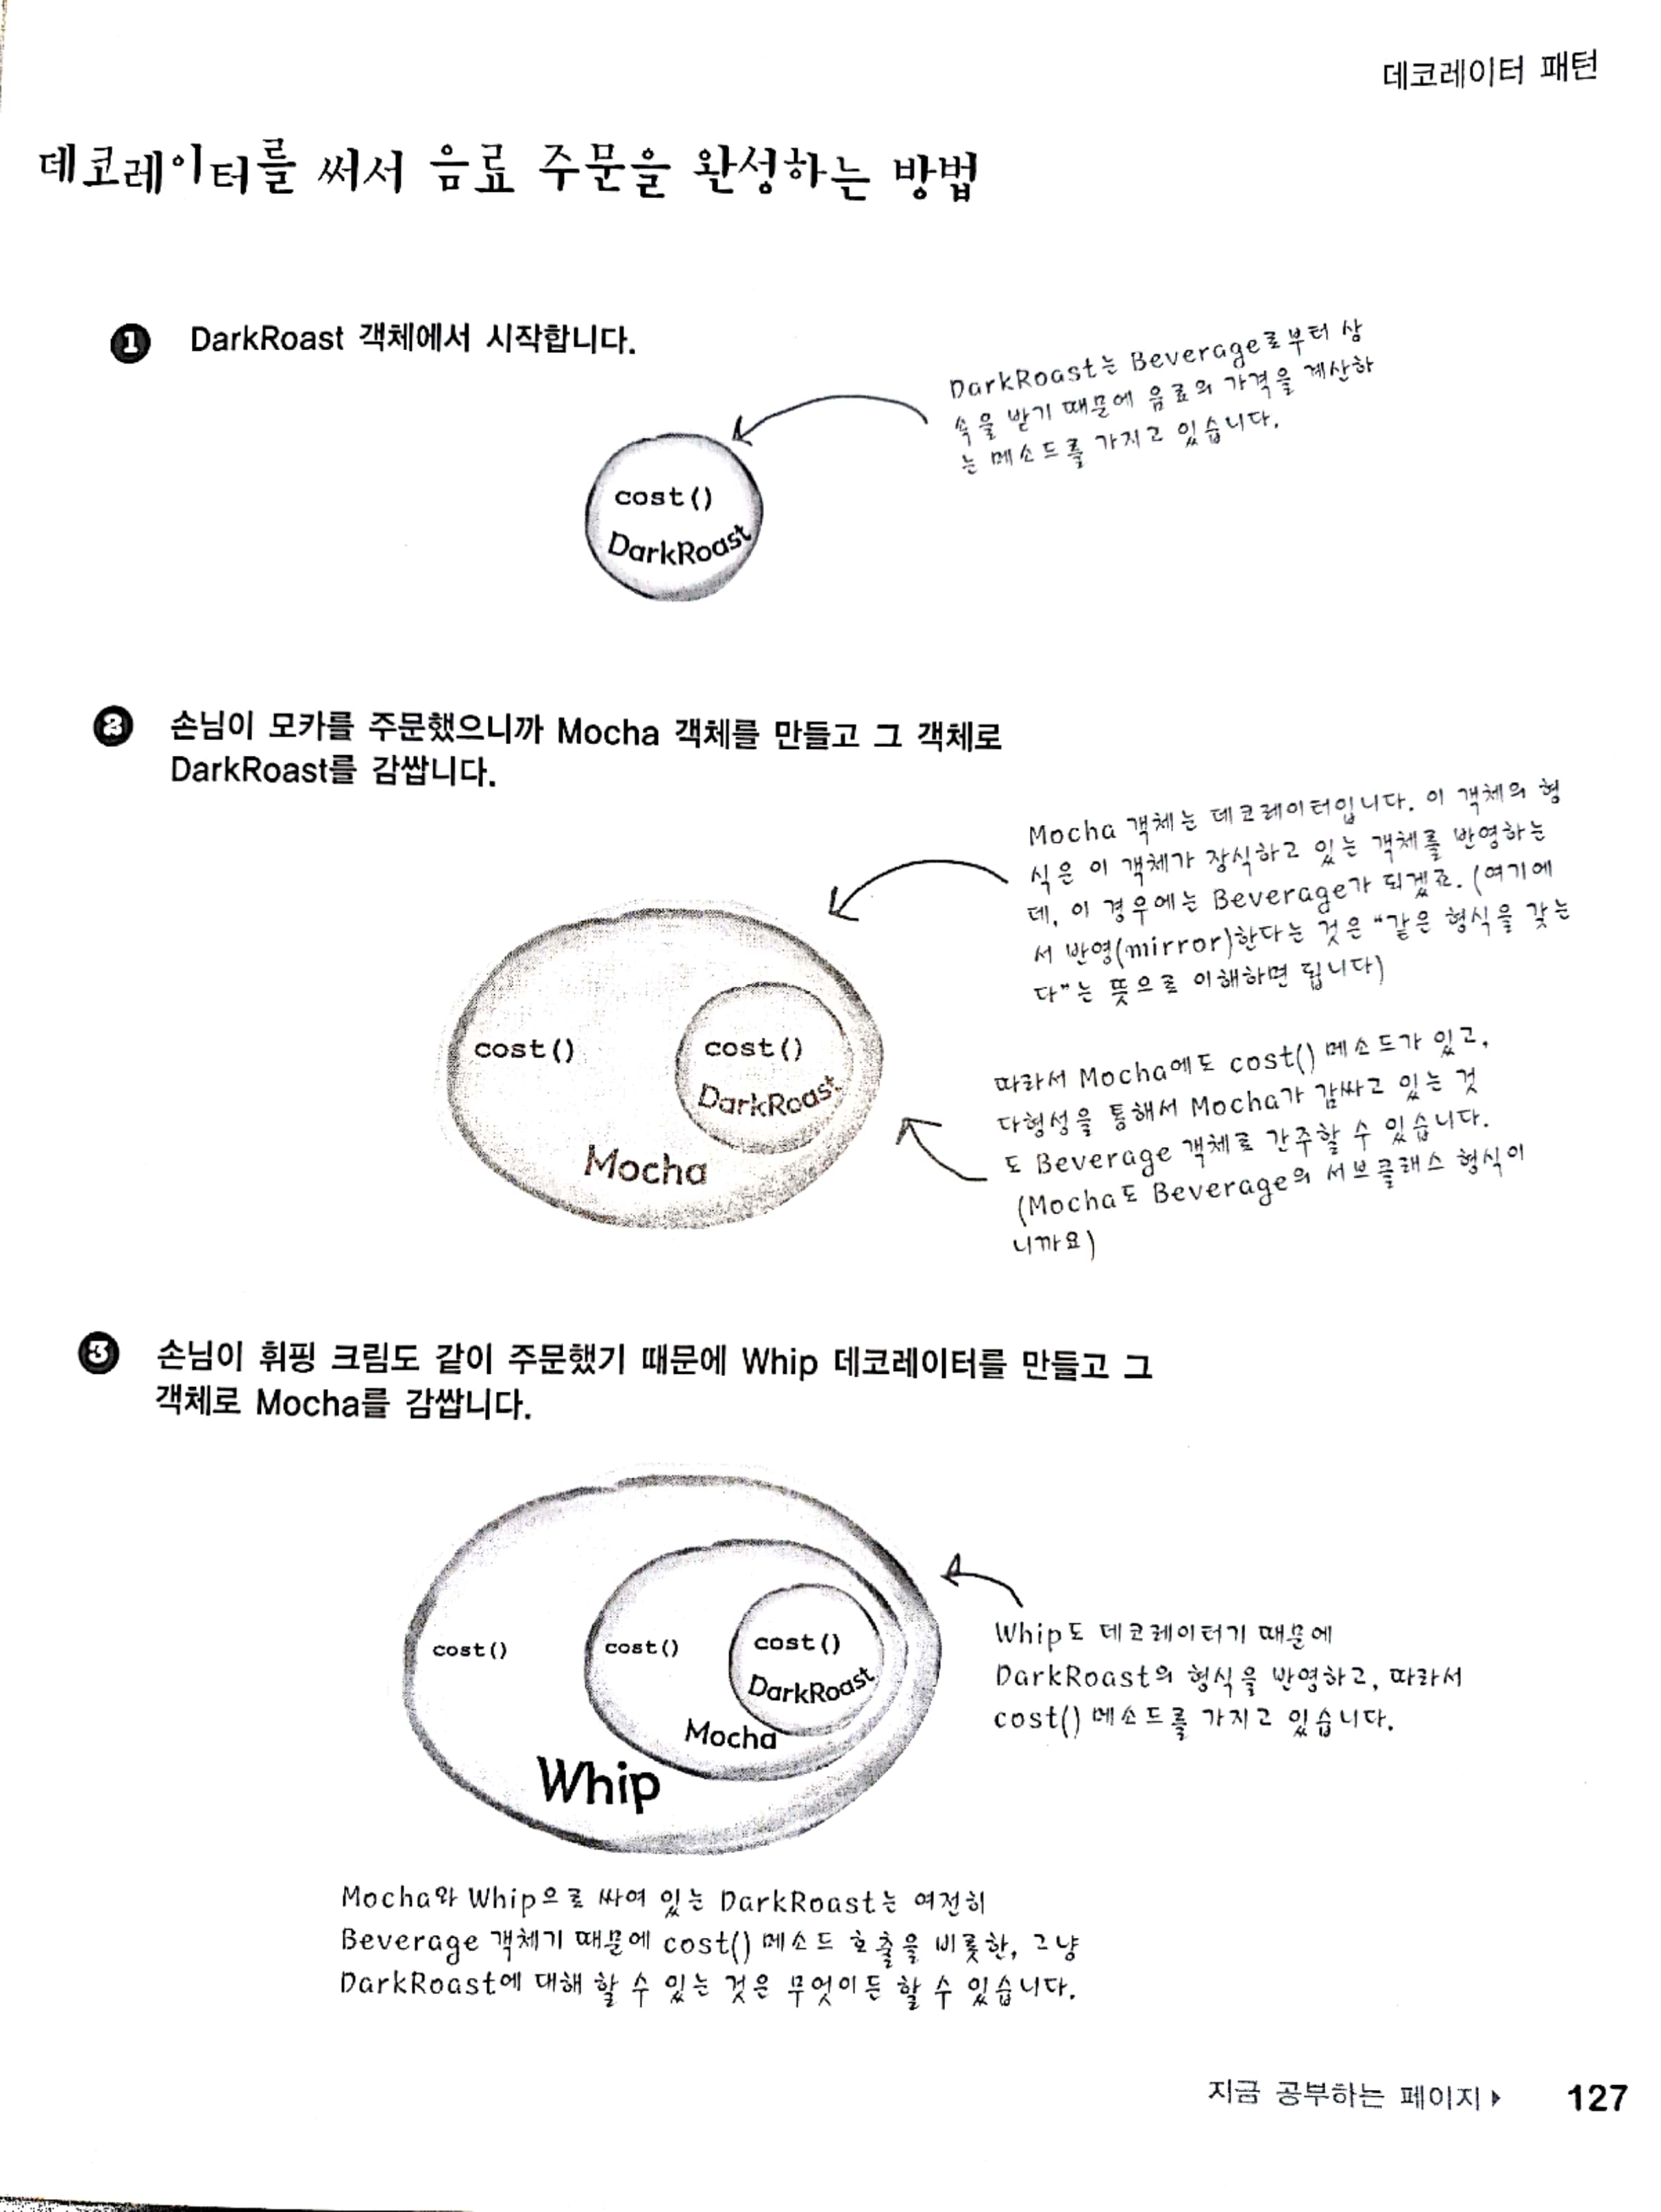 데코레이터 패턴
데코레이터를 써서 음료 주문을 완성하는 방법
1 DarkRoast 객체에서 시작합니다.
DarkRoast는 Beverage로부터 상
속을 받기 때문에 음료의 가격을 계산하
는 메소드를 가지고 있습니다.
cost()
DarkRoast
2 손님이 모카를 주문했으니까 Mocha 객체를 만들고 그 객체로
DarkRoast를 감쌉니다.
Mocha 객체는 데코레이터입니다. 이 객체의 형
식은 이 객체가 장식하고 있는 객체를 반영하는
데, 이 경우에는 Beverage가 되겠죠. (여기에
서 반영(mirror)한다는 것은 “같은 형식을 갖는
다”는 뜻으로 이해하면 됩니다)
cost()
cost()
DarkRoast
Mocha
따라서 Mocha에도 cost() 메소드가 있고,
다형성을 통해서 Mocha가 감싸고 있는 것
도 Beverage 객체로 간주할 수 있습니다.
(Mocha도 Beverage의 서브클래스 형식이
니까요)
3 손님이 휘핑 크림도 같이 주문했기 때문에 Whip 데코레이터를 만들고 그
객체로 Mocha를 감쌉니다.
cost()
cost()
cost()
DarkRoast
Mocha
Whip
Whip도 데코레이터기 때문에
DarkRoast의 형식을 반영하고, 따라서
cost() 메소드를 가지고 있습니다.
Mocha와 Whip으로 싸여 있는 DarkRoast는 여전히
Beverage 객체기 때문에 cost() 메소드 호출을 비롯한, 그냥
DarkRoast에 대해 할 수 있는 것은 무엇이든 할 수 있습니다.
지금 공부하는 페이지 127